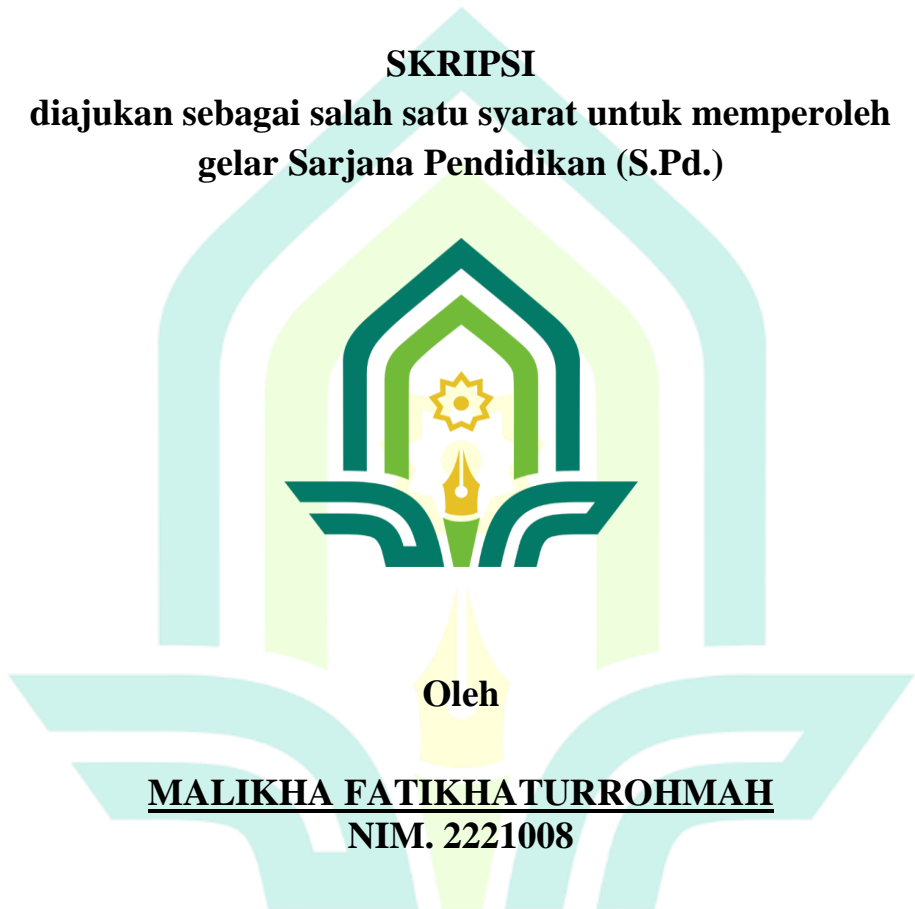 SKRIPSI
diajukan sebagai salah satu syarat untuk memperoleh
gelar Sarjana Pendidikan (S.Pd.)
Oleh
MALIKHA FATIKHATURROHMAH
NIM. 2221008